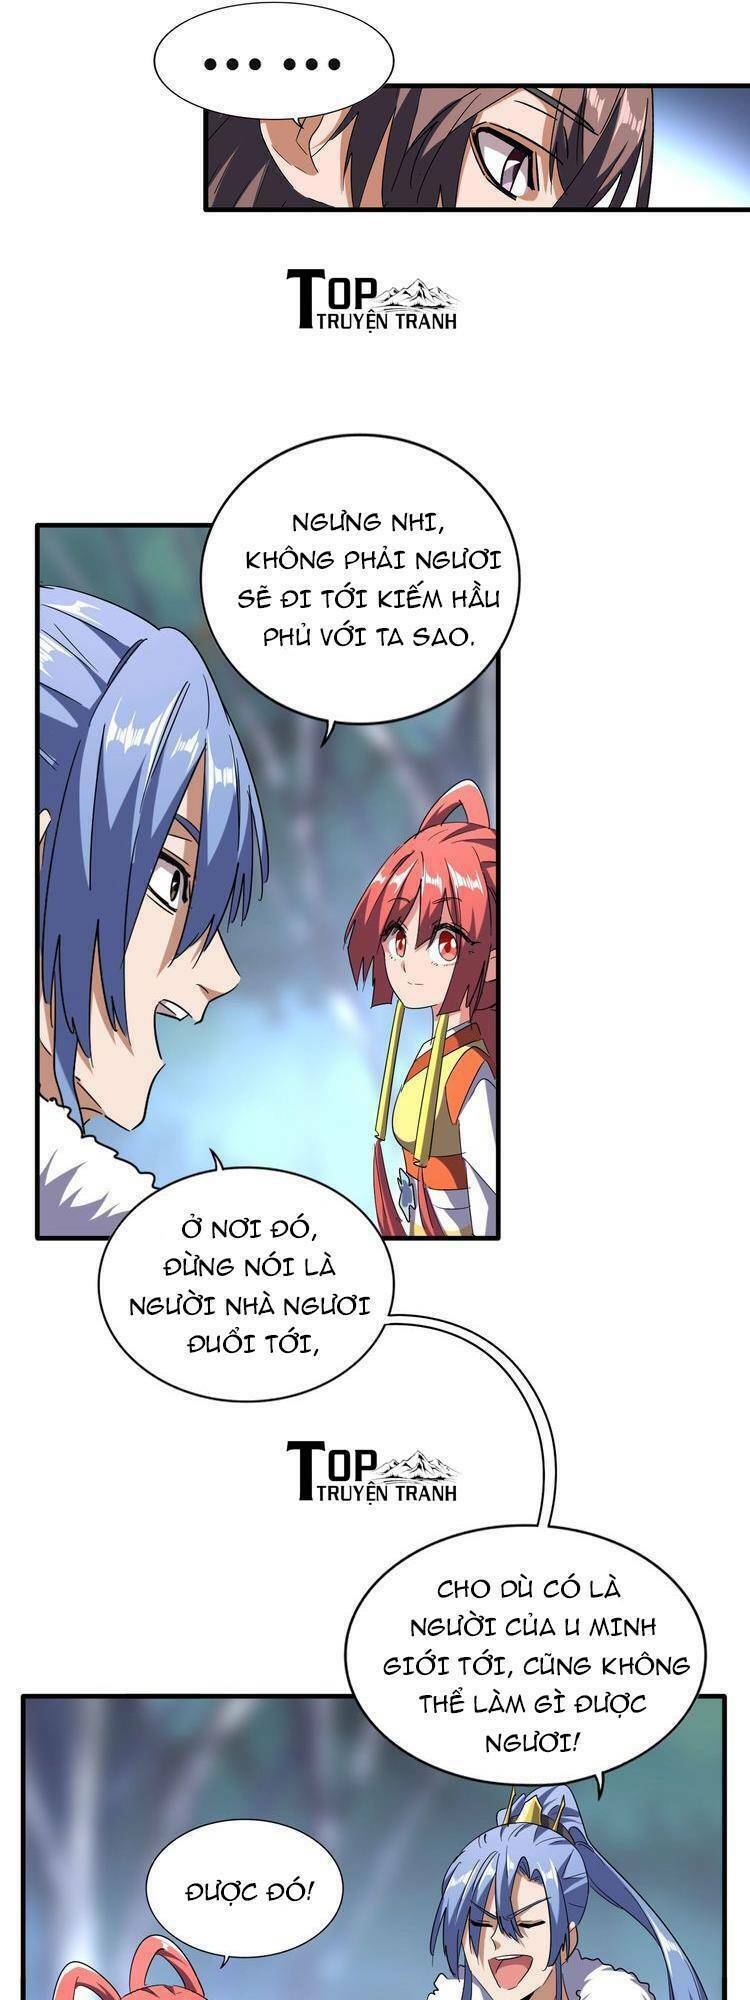 ... ...
TOP
TRUYỆN TRANH
NGƯNG NHI,
KHÔNG PHẢI NGƯƠI
SẼ ĐI TỚI KIẾM HẦU
PHỦ VỚI TA SAO.
Ở NƠI ĐÓ,
ĐỪNG NÓI LÀ
NGƯỜI NHÀ NGƯƠI
ĐUỔI TỚI,
TOP
TRUYỆN TRANH
CHO DÙ CÓ LÀ
NGƯỜI CỦA U MINH
GIỚI TỚI, CŨNG KHÔNG
THỂ LÀM GÌ ĐƯỢC
NGƯƠI!
ĐƯỢC ĐÓ!